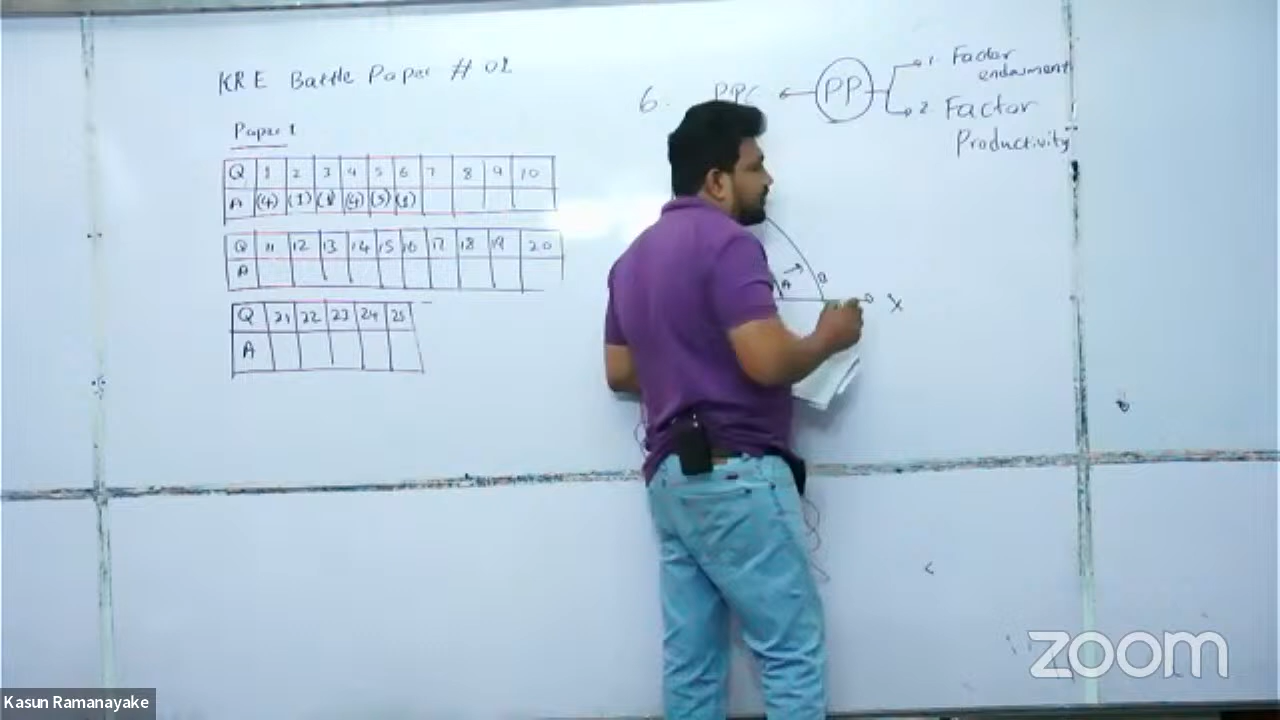 KRE Battle Paper # 01
Paper 1
Q 1 2 3 4 5 6 7 8 9 10
A (4) (1) (4) (5) (1)
Q 11 12 13 14 15 16 17 18 19 20
A
Q 21 22 23 24 25
A
6. PPC ← PP
1. Factor
endowment
2. Factor
Productivity
A B
X
zoom
Kasun Ramanayake